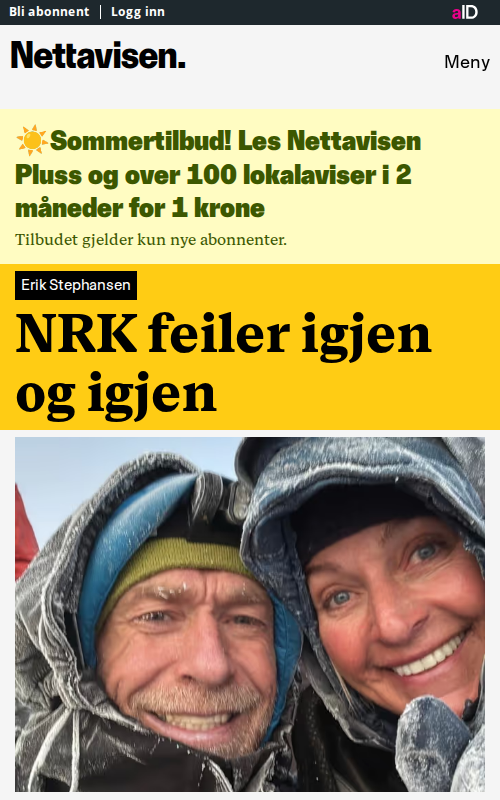 Bli abonnent | Logg inn
aID
Nettavisen.
Meny
☀️Sommertilbud! Les Nettavisen
Pluss og over 100 lokalaviser i 2
måneder for 1 krone
Tilbudet gjelder kun nye abonnenter.
Erik Stephansen
NRK feiler igjen
og igjen